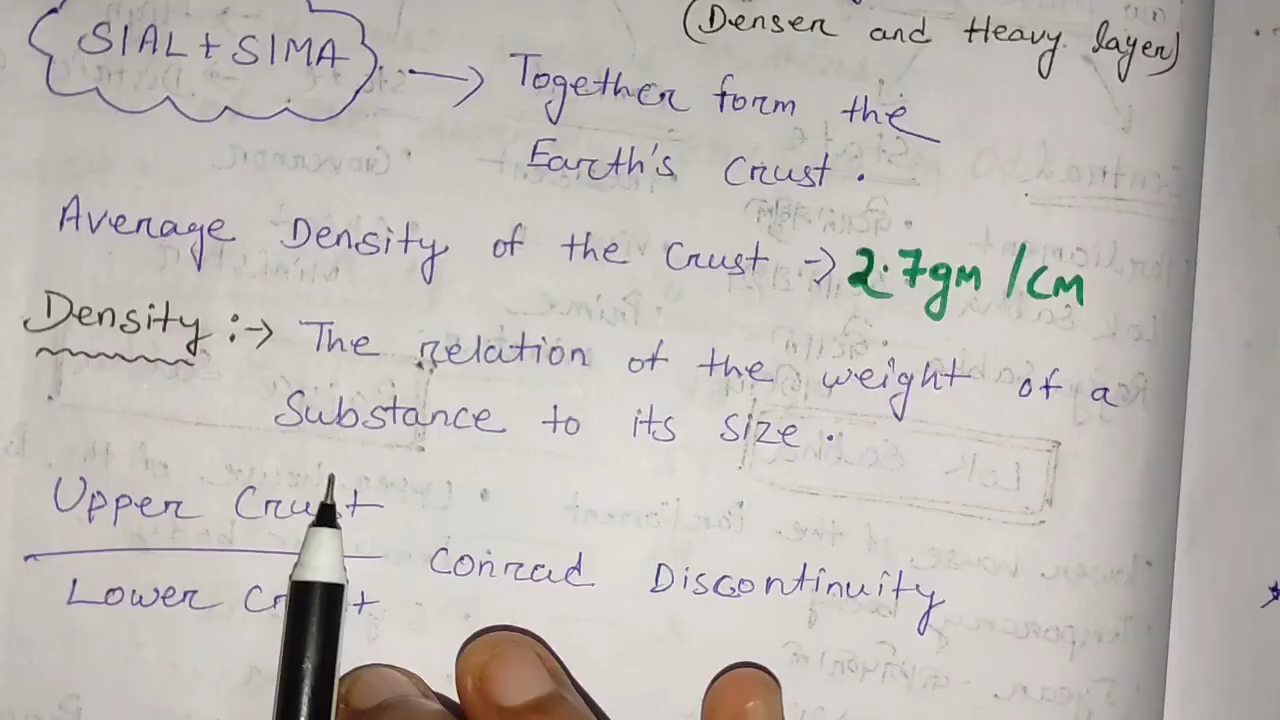 (Denser and Heavy layer)
SIAL + SIMA → Together form the
Earth's Crust.
Average Density of the Crust → 2.7gm/cm
Density :→ The relation of the weight of a
Substance to its size.
Upper Crust
Conrad Discontinuity
Lower